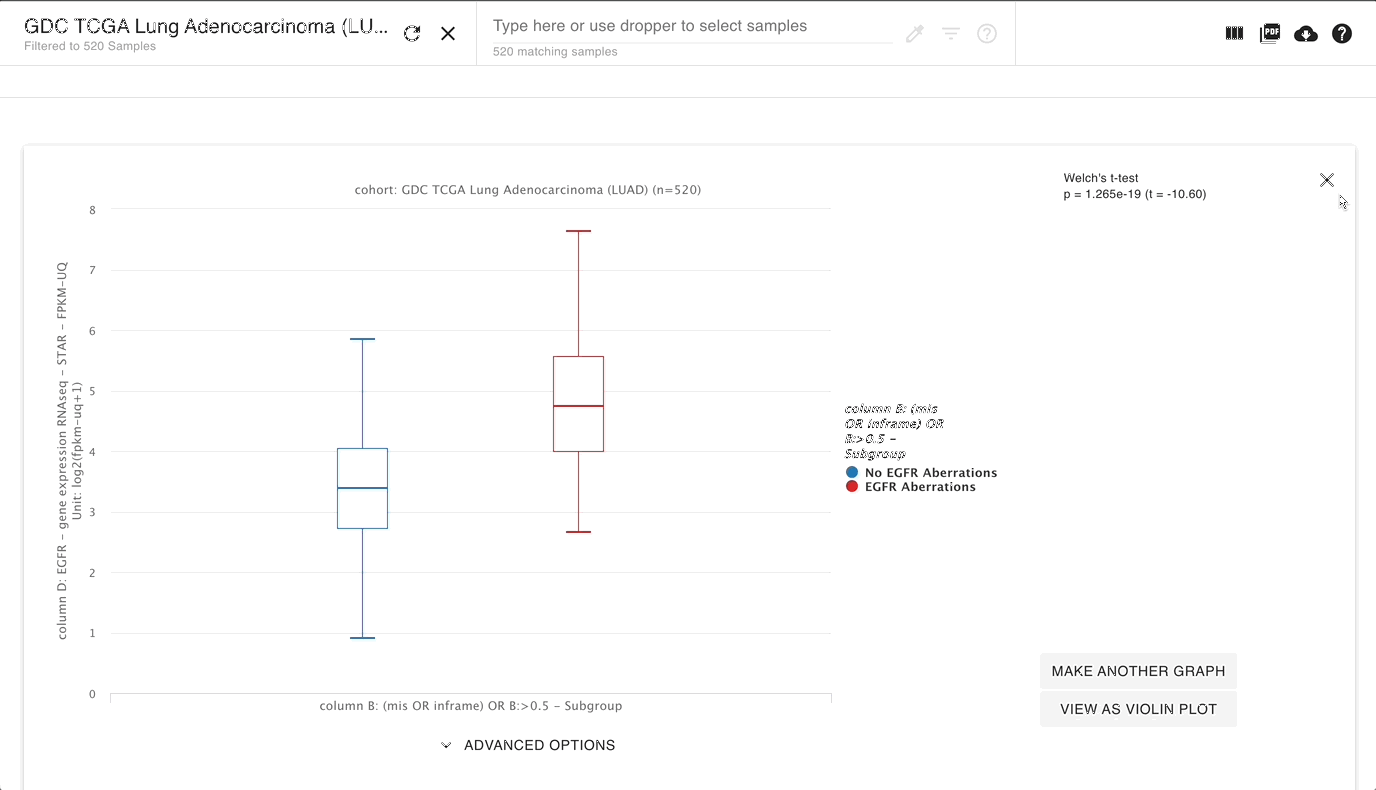 GDC TCGA Lung Adenocarcinoma (LU...
Filtered to 520 Samples
Type here or use dropper to select samples
520 matching samples
PDF
cohort: GDC TCGA Lung Adenocarcinoma (LUAD) (n=520)
Welch's t-test
p = 1.265e-19 (t = -10.60)
column D: EGFR - gene expression RNAseq - STAR - FPKM-UQ
Unit: log2(fpkm-uq+1)
8
7
6
5
4
3
2
1
0
column B: (mis
OR inframe) OR
B:>0.5 -
Subgroup
No EGFR Aberrations
EGFR Aberrations
column B: (mis OR inframe) OR B:>0.5 - Subgroup
MAKE ANOTHER GRAPH
VIEW AS VIOLIN PLOT
ADVANCED OPTIONS